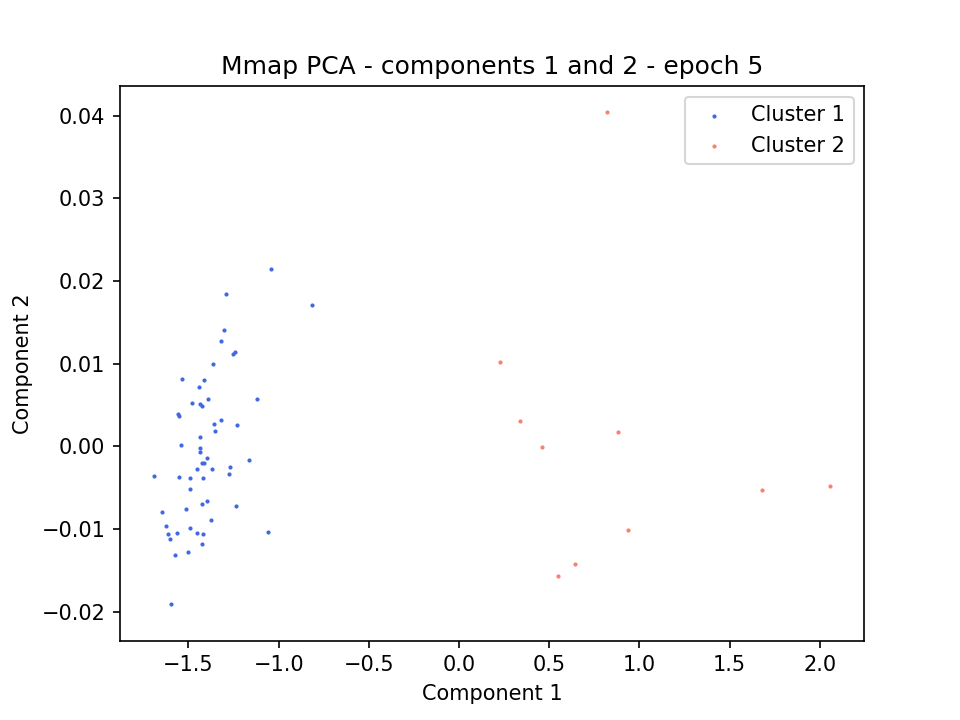 Mmap PCA - components 1 and 2 - epoch 5
Cluster 1
Cluster 2
0.04
0.03
0.02
0.01
0.00
−0.01
−0.02
Component 2
−1.5 −1.0 −0.5 0.0 0.5 1.0 1.5 2.0
Component 1